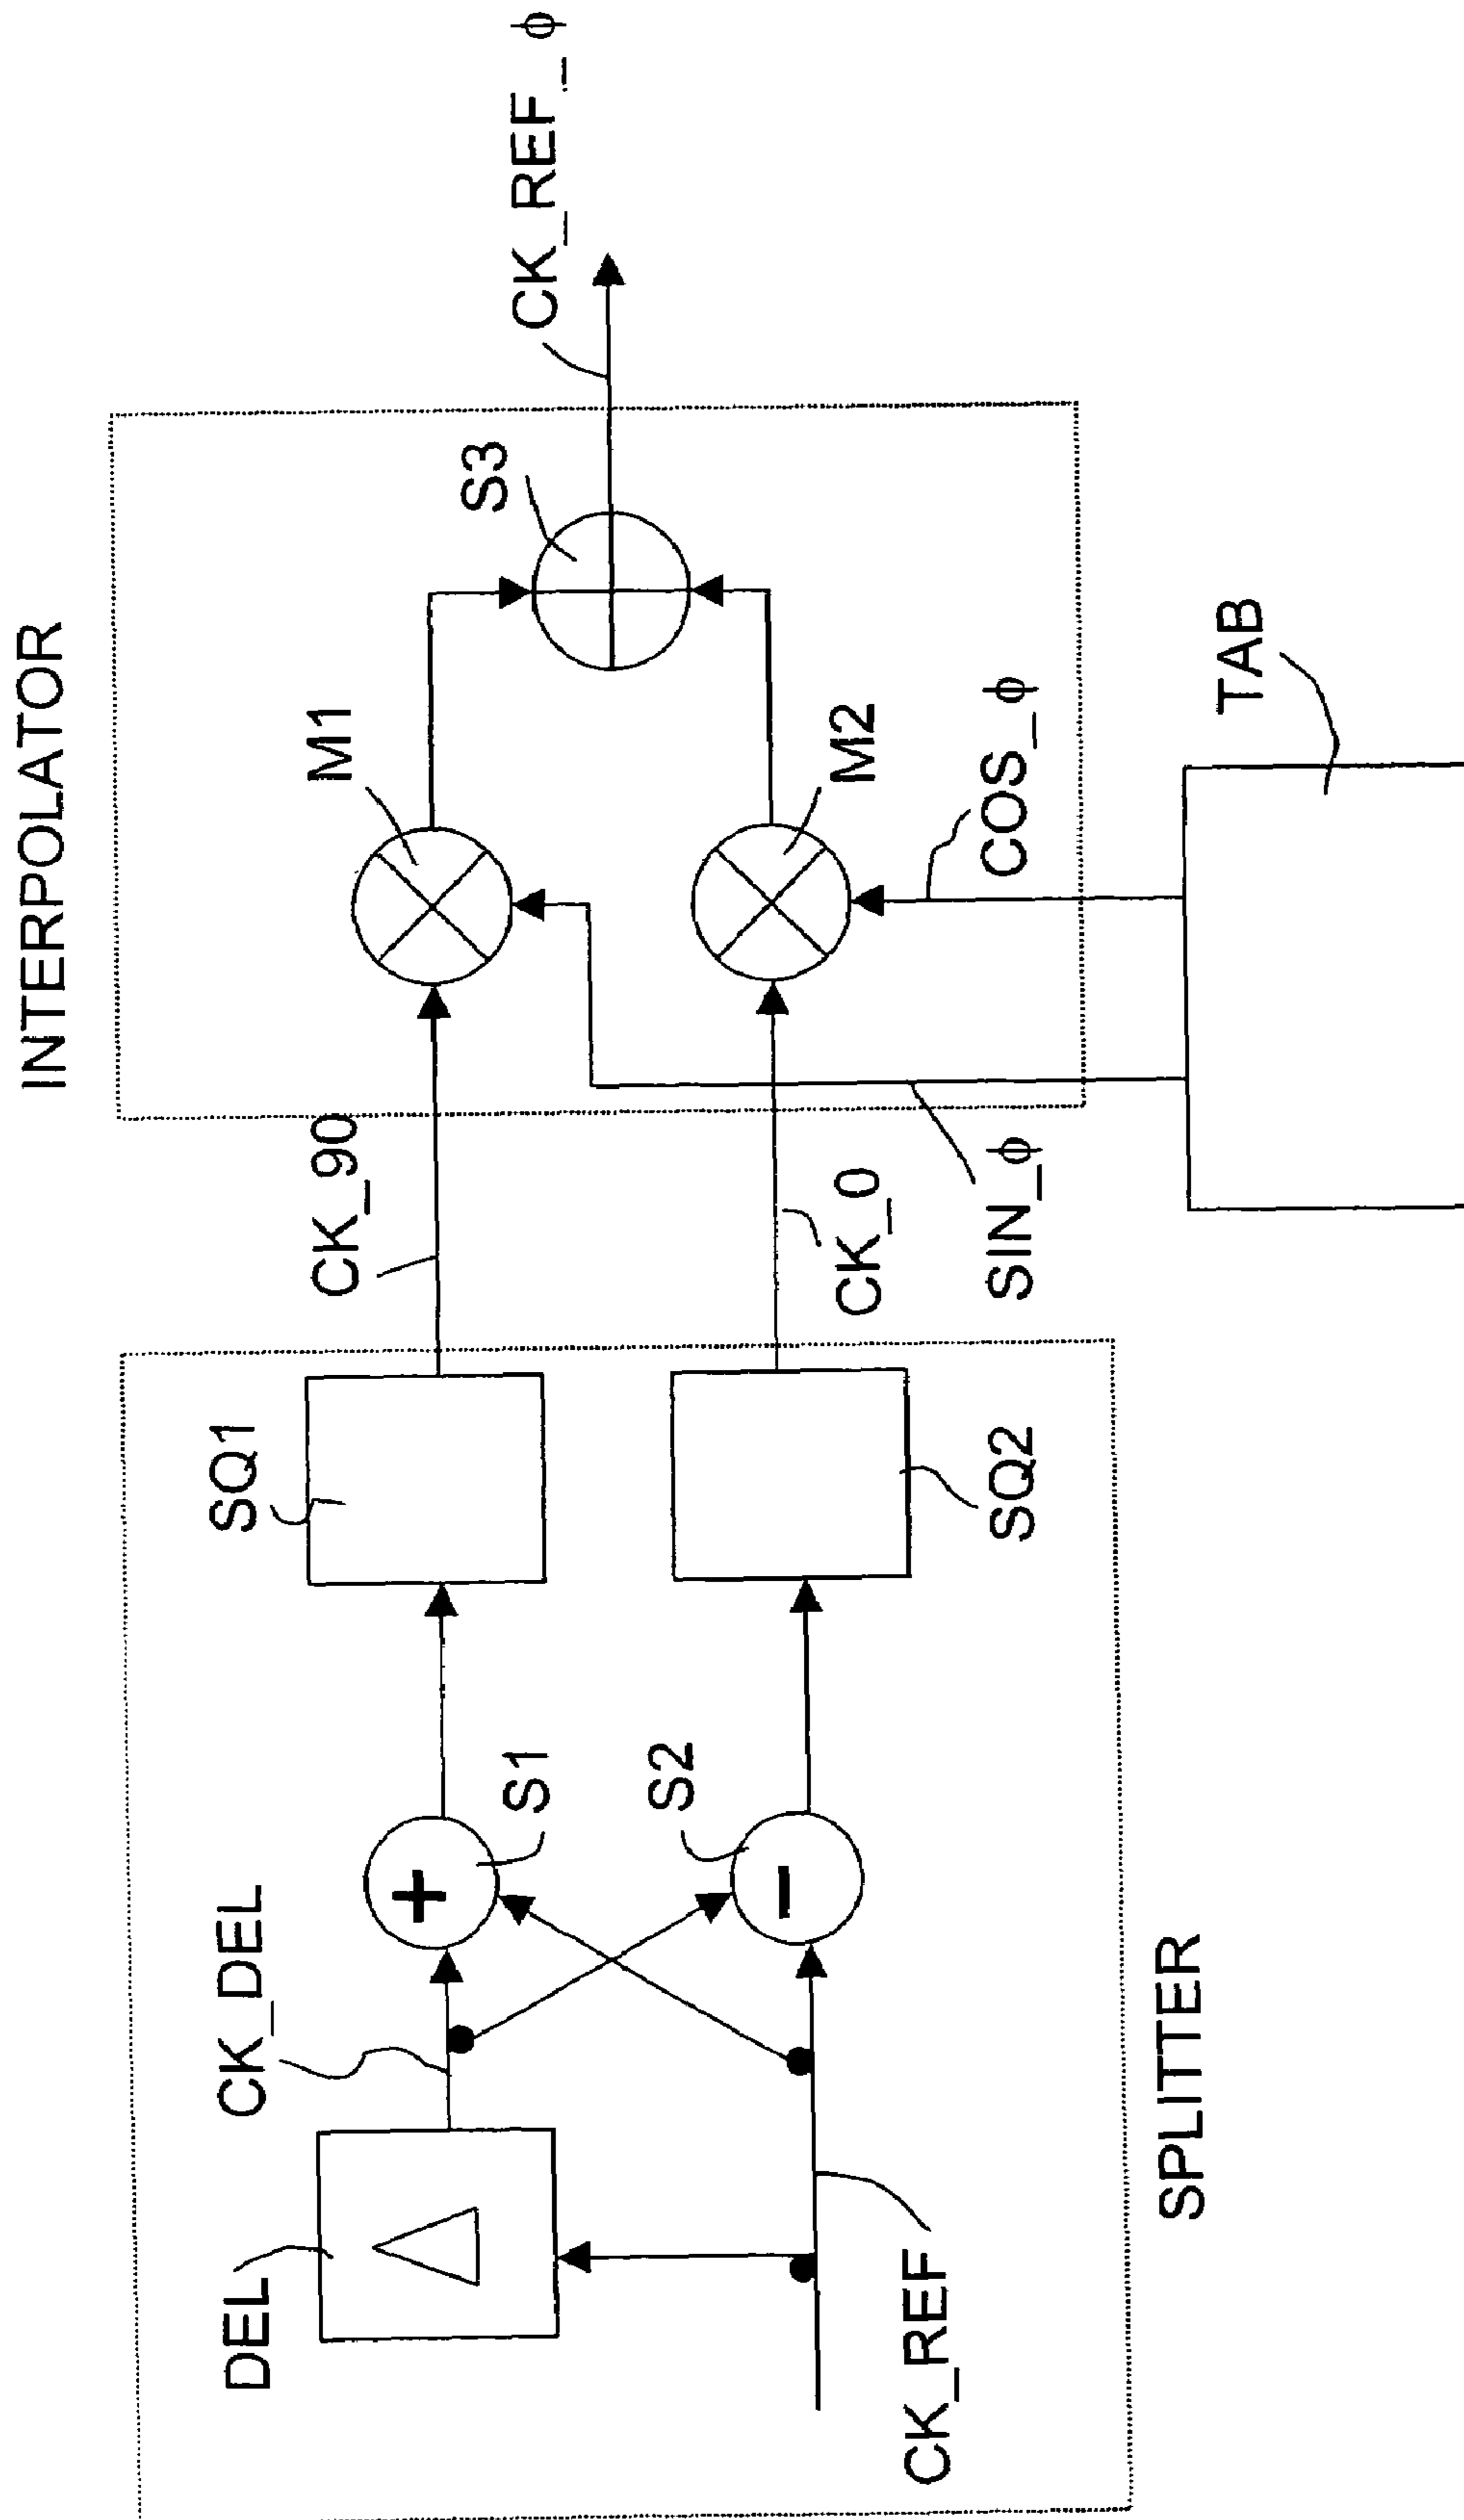 INTERPOLATOR
CK_REF_ϕ
S3
M1
M2
COS_ϕ
TAB
CK_90
CK_0
SIN_ϕ
SQ1
SQ2
S1
S2
+
−
CK_DEL
DEL
CK_REF
SPLITTER